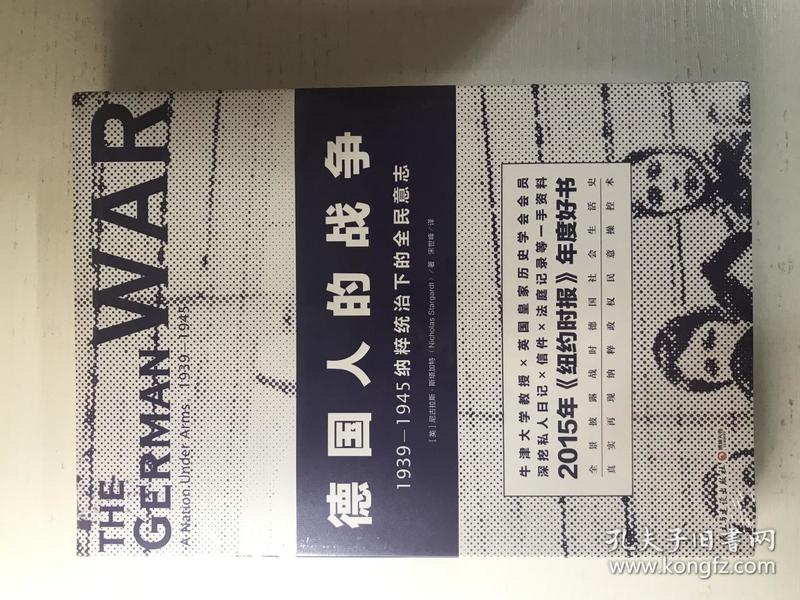 THE
GERMAN WAR
A Nation Under Arms, 1939—1945
德国人的战争
1939—1945纳粹统治下的全民意志
［英］尼古拉斯·斯塔加特（Nicholas Stargardt）／著 宋世锋／译
牛津大学教授×英国皇家历史学会会员
深挖私人日记×信件×法庭记录等一手资料
2015年《纽约时报》年度好书
全景披露战时德国社会生活史
真实再现纳粹政权民意操控术
孔夫子旧书网
www.kongfz.com